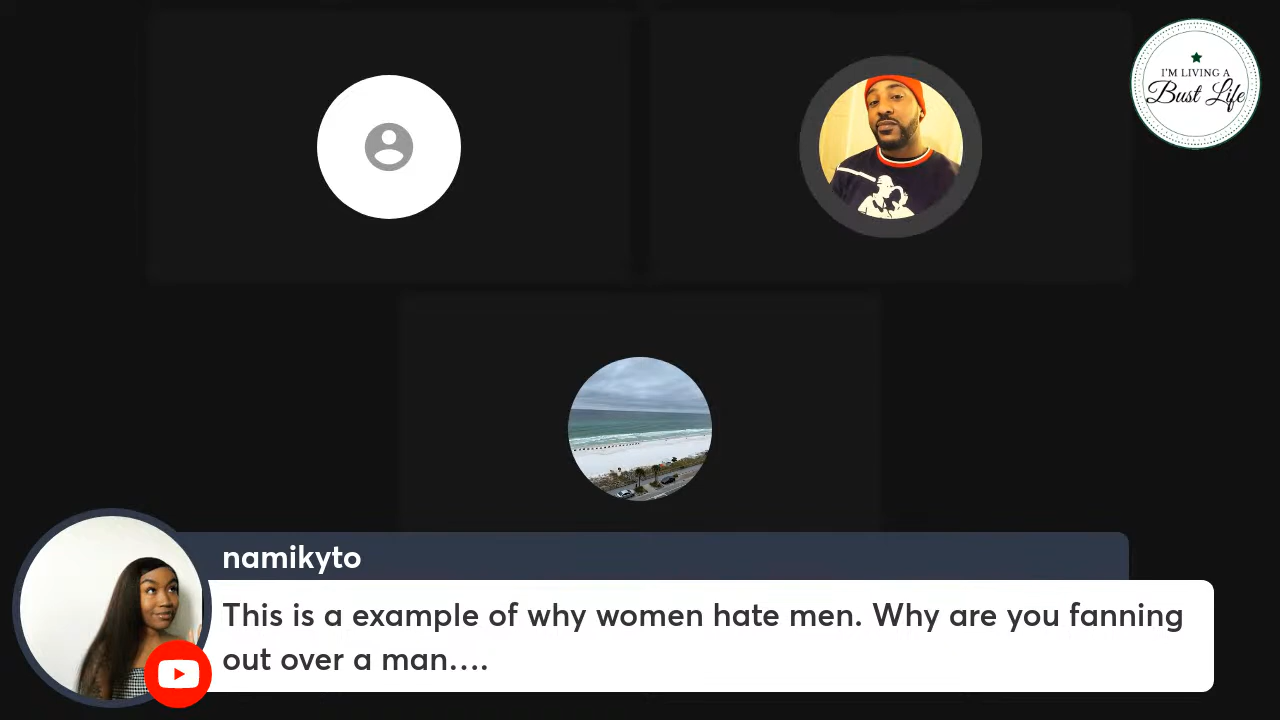 I'M LIVING A
Bust Life
namikyto
This is a example of why women hate men. Why are you fanning
out over a man....